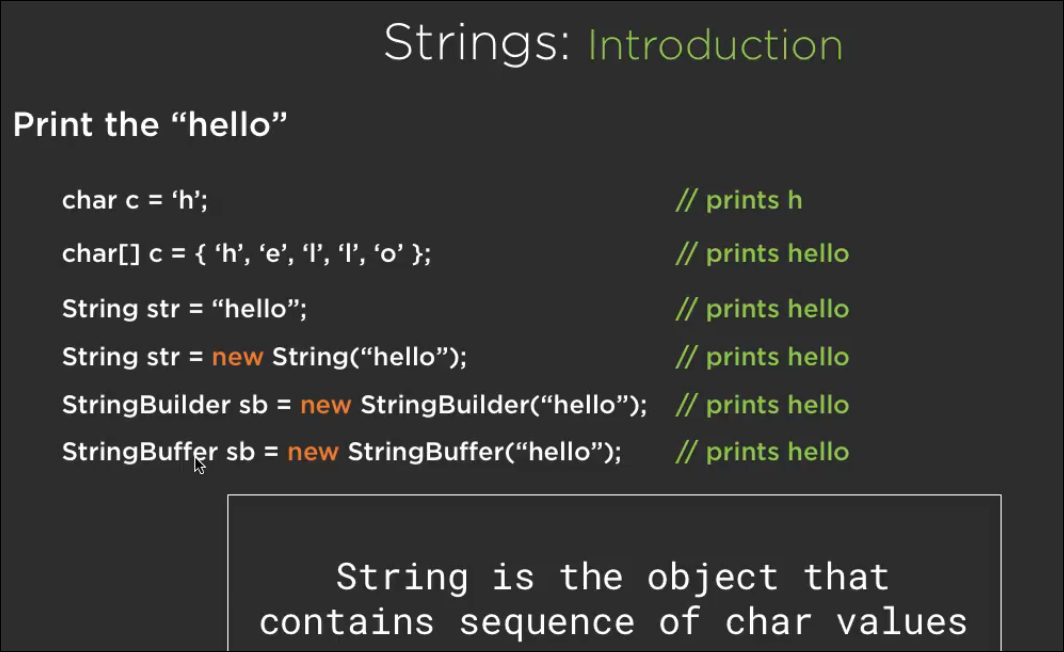 Strings: Introduction
Print the “hello”
char c = ‘h’; // prints h
char[] c = { ‘h’, ‘e’, ‘l’, ‘l’, ‘o’ }; // prints hello
String str = “hello”; // prints hello
String str = new String(“hello”); // prints hello
StringBuilder sb = new StringBuilder(“hello”); // prints hello
StringBuffer sb = new StringBuffer(“hello”); // prints hello
String is the object that
contains sequence of char values